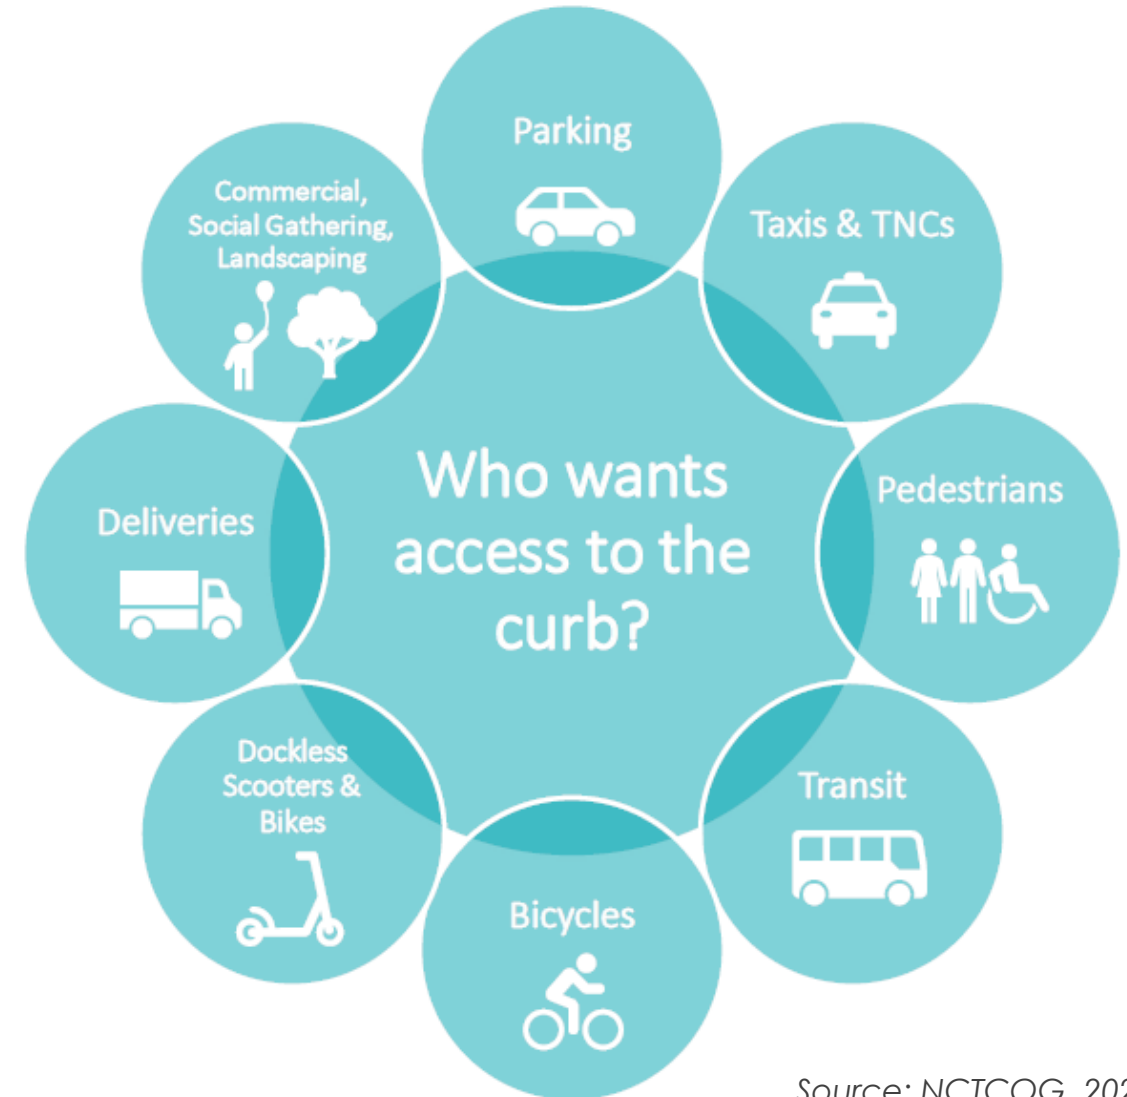 Parking
Taxis & TNCs
Pedestrians
Transit
Bicycles
Dockless
Scooters &
Bikes
Deliveries
Commercial,
Social Gathering,
Landscaping
Who wants
access to the
curb?
Source: NCTCOG,